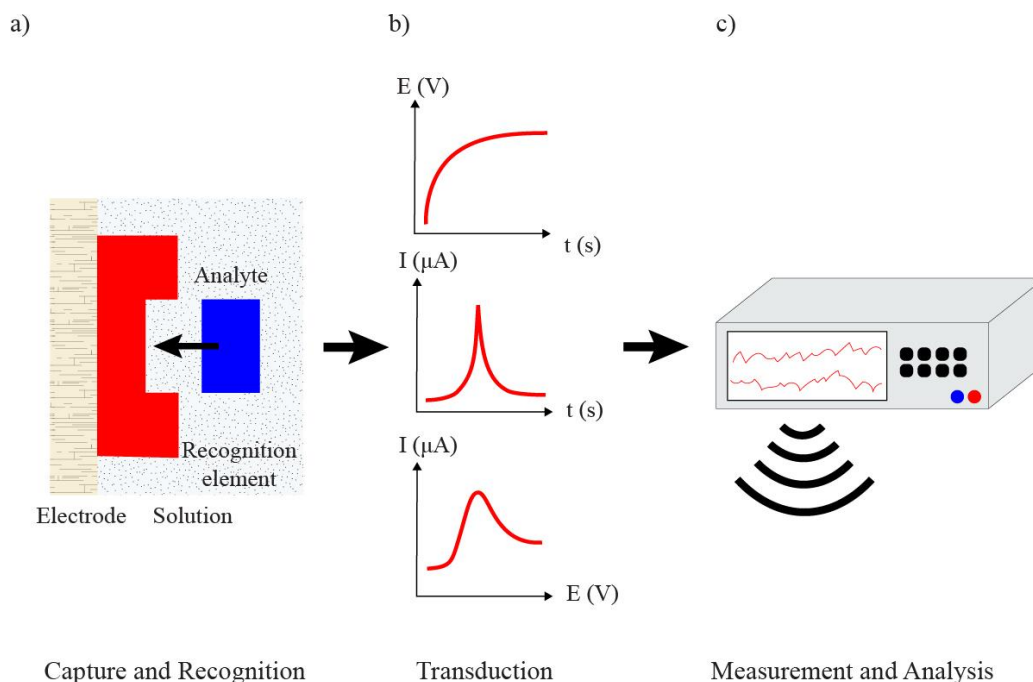 a)
b)
c)
E (V)
t (s)
I (μA)
t (s)
I (μA)
E (V)
Analyte
Recognition
element
Electrode
Solution
Capture and Recognition
Transduction
Measurement and Analysis